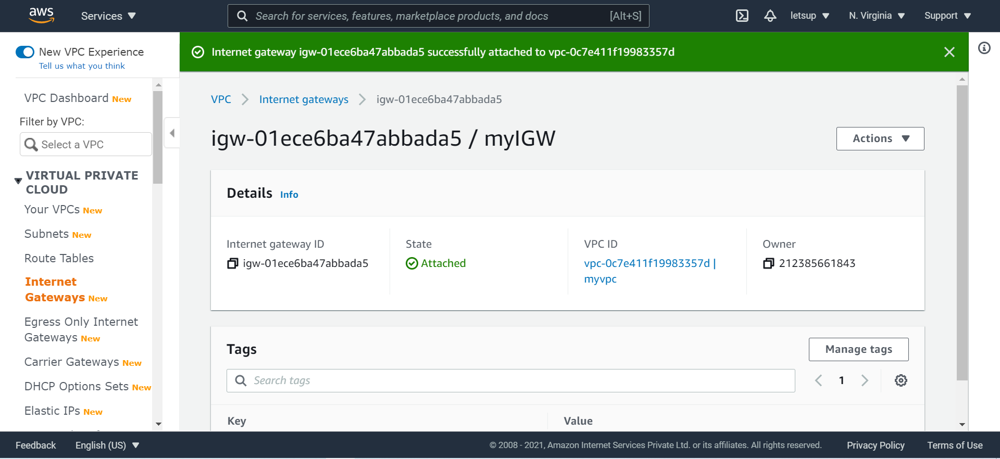 aws
Services
Search for services, features, marketplace products, and docs [Alt+S]
letsup
N. Virginia
Support
New VPC Experience
Tell us what you think
Internet gateway igw-01ece6ba47abbada5 successfully attached to vpc-0c7e411f19983357d
VPC Dashboard New
Filter by VPC:
Select a VPC
VIRTUAL PRIVATE
CLOUD
Your VPCs New
Subnets New
Route Tables
Internet
Gateways New
Egress Only Internet
Gateways New
Carrier Gateways New
DHCP Options Sets New
Elastic IPs New
VPC
Internet gateways
igw-01ece6ba47abbada5
igw-01ece6ba47abbada5 / myIGW
Actions
Details Info
Internet gateway ID
igw-01ece6ba47abbada5
State
Attached
VPC ID
vpc-0c7e411f19983357d |
myvpc
Owner
212385661843
Tags
Manage tags
Search tags
1
Key
Value
Feedback
English (US)
© 2008 - 2021, Amazon Internet Services Private Ltd. or its affiliates. All rights reserved.
Privacy Policy
Terms of Use